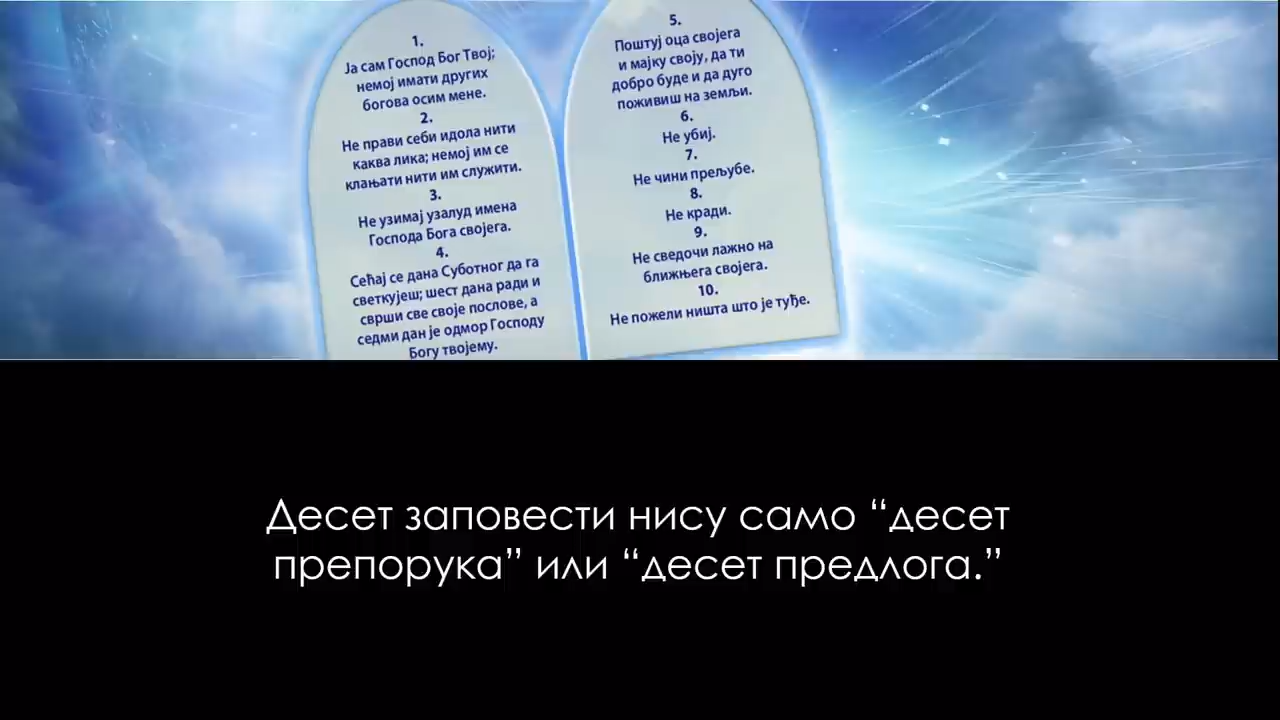 1.
Ја сам Господ Бог Твој;
немој имати других
богова осим мене.
2.
Не прави себи идола нити
каква лика; немој им се
клањати нити им служити.
3.
Не узимај узалуд имена
Господа Бога својега.
4.
Сећај се дана Суботног да га
светкујеш; шест дана ради и
сврши све своје послове, а
седми дан је одмор Господу
Богу твојему.
5.
Поштуј оца својега
и мајку своју, да ти
добро буде и да дуго
поживиш на земљи.
6.
Не убиј.
7.
Не чини прељубе.
8.
Не кради.
9.
Не сведочи лажно на
ближњега својега.
10.
Не пожели ништа што је туђе.
Десет заповести нису само “десет
препорука” или “десет предлога.”